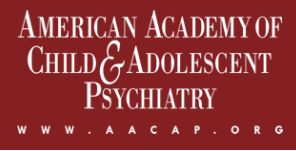 AMERICAN ACADEMY OF
CHILD & ADOLESCENT
PSYCHIATRY
WWW.AACAP.ORG